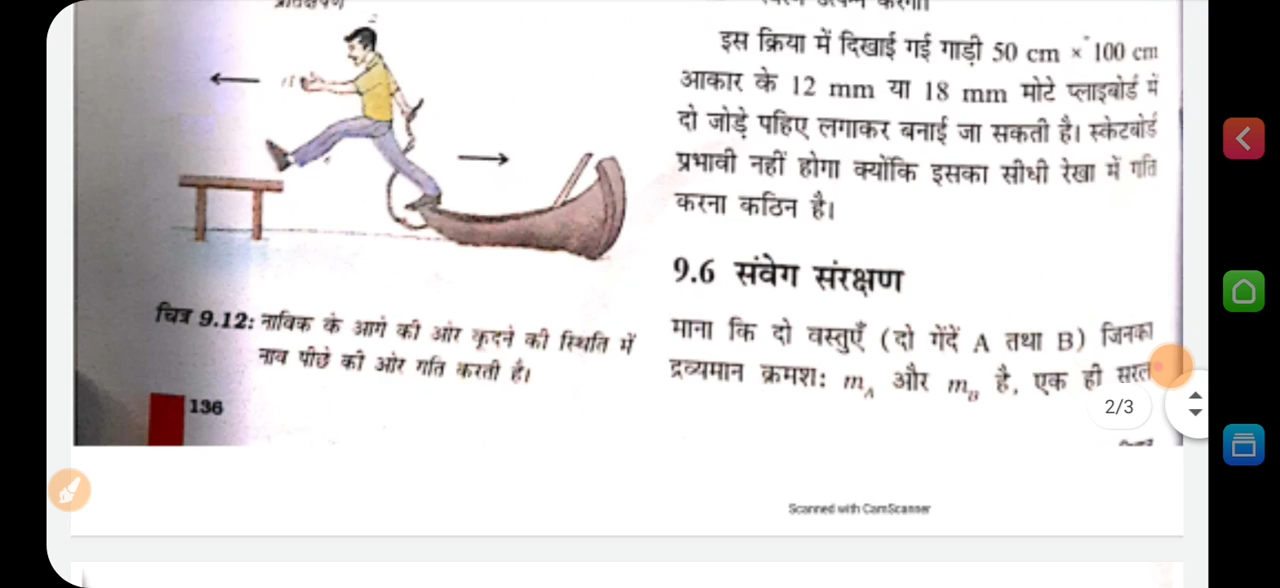 इस क्रिया में दिखाई गई गाड़ी 50 cm × 100 cm
आकार के 12 mm या 18 mm मोटे प्लाइबोर्ड में
दो जोड़े पहिए लगाकर बनाई जा सकती है। स्केटबोर्ड
प्रभावी नहीं होगा क्योंकि इसका सीधी रेखा में गति
करना कठिन है।
9.6 संवेग संरक्षण
माना कि दो वस्तुएँ (दो गेंदें A तथा B) जिनका
द्रव्यमान क्रमश: m_A और m_B है, एक ही सरल
चित्र 9.12: नाविक के आगे की ओर कूदने की स्थिति में
नाव पीछे की ओर गति करती है।
136
2/3
Scanned with CamScanner